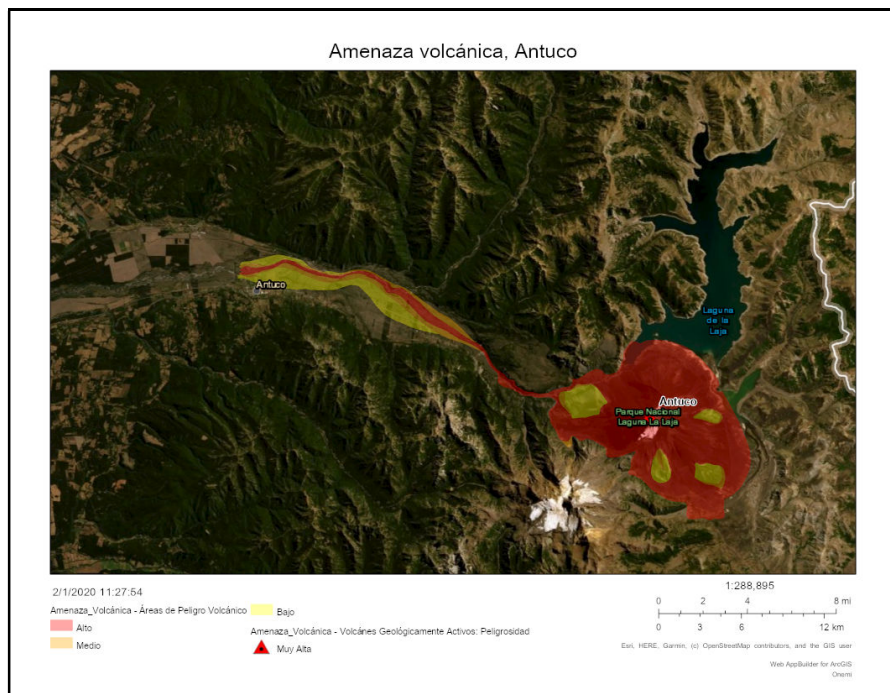 Amenaza volcánica, Antuco
Antuco
Laguna
de la
Laja
Antuco
Parque Nacional
Laguna La Laja
2/1/2020 11:27:54
Amenaza_Volcánica - Áreas de Peligro Volcánico
Alto
Medio
Bajo
Amenaza_Volcánica - Volcánes Geológicamente Activos: Peligrosidad
Muy Alta
1:288,895
0 2 4 8 mi
0 3 6 12 km
Esri, HERE, Garmin, (c) OpenStreetMap contributors, and the GIS user
Web AppBuilder for ArcGIS
Onemi